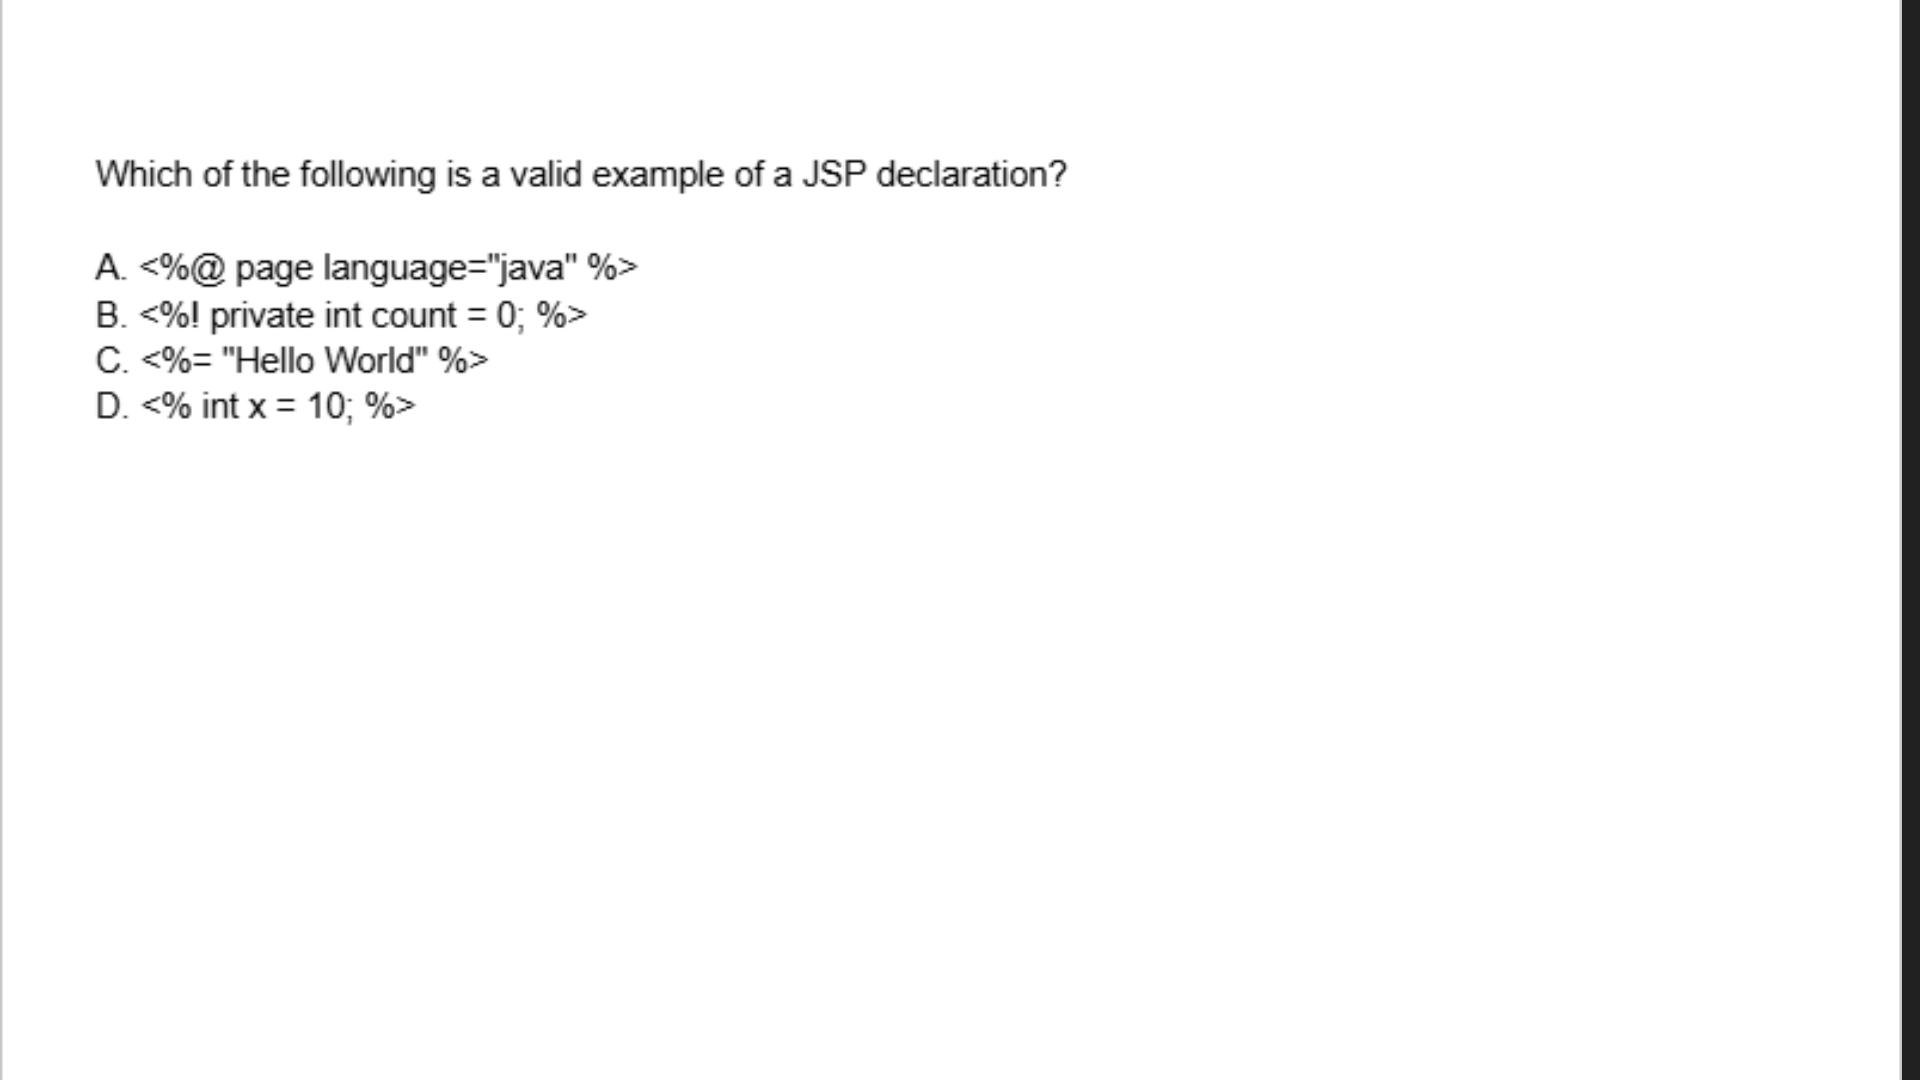 Which of the following is a valid example of a JSP declaration?
A. <%@ page language="java" %>
B. <%! private int count = 0; %>
C. <%= "Hello World" %>
D. <% int x = 10; %>